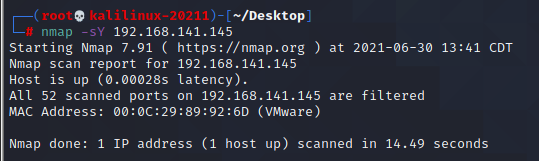 (root💀kalilinux-20211)-[~/Desktop]
# nmap -sY 192.168.141.145
Starting Nmap 7.91 ( https://nmap.org ) at 2021-06-30 13:41 CDT
Nmap scan report for 192.168.141.145
Host is up (0.00028s latency).
All 52 scanned ports on 192.168.141.145 are filtered
MAC Address: 00:0C:29:89:92:6D (VMware)
Nmap done: 1 IP address (1 host up) scanned in 14.49 seconds